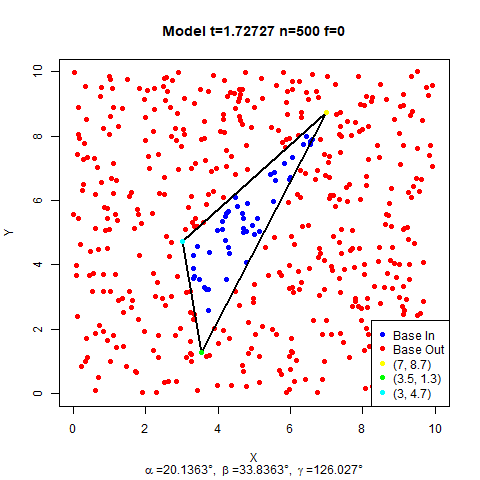 Model t=1.72727 n=500 f=0
Y
10
8
6
4
2
0
Base In
Base Out
(7, 8.7)
(3.5, 1.3)
(3, 4.7)
0 2 4 6 8 10
X
α=20.1363°, β=33.8363°, γ=126.027°